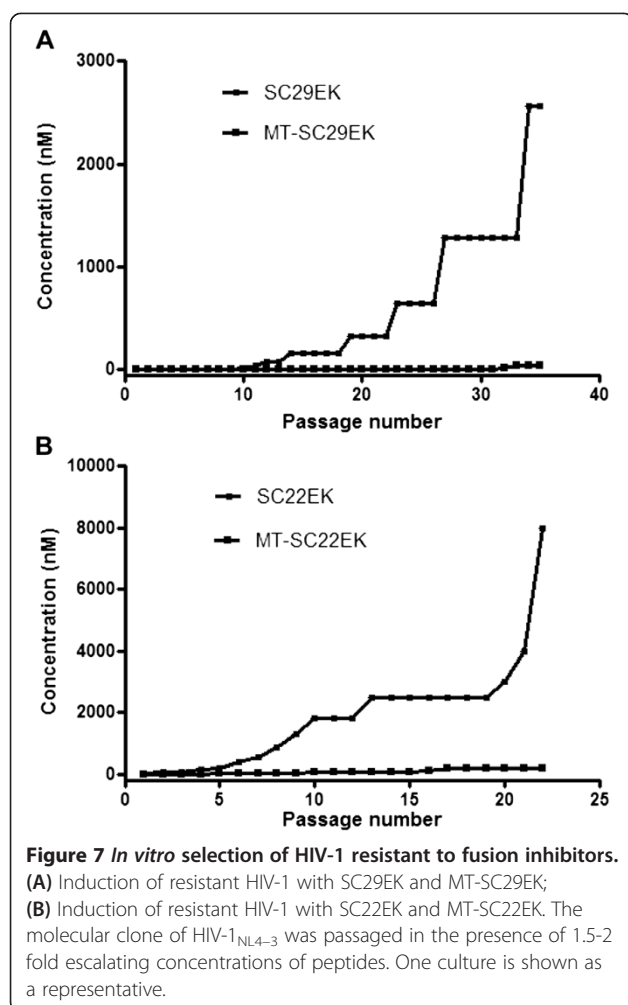 A
3000
2000
1000
0
Concentration (nM)
SC29EK
MT-SC29EK
0 10 20 30 40
Passage number
B
10000
8000
6000
4000
2000
0
Concentration (nM)
SC22EK
MT-SC22EK
0 5 10 15 20 25
Passage number
Figure 7 In vitro selection of HIV-1 resistant to fusion inhibitors.
(A) Induction of resistant HIV-1 with SC29EK and MT-SC29EK;
(B) Induction of resistant HIV-1 with SC22EK and MT-SC22EK. The
molecular clone of HIV-1NL4–3 was passaged in the presence of 1.5-2
fold escalating concentrations of peptides. One culture is shown as
a representative.